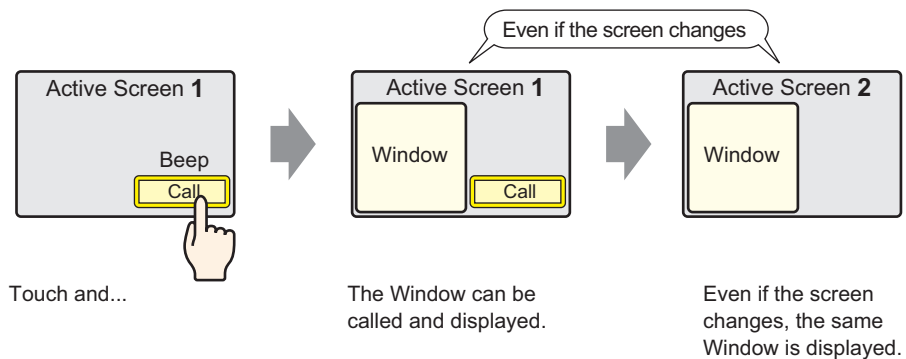 Even if the screen changes
Active Screen 1
Beep
Call
Active Screen 1
Window
Call
Active Screen 2
Window
Touch and...
The Window can be
called and displayed.
Even if the screen
changes, the same
Window is displayed.